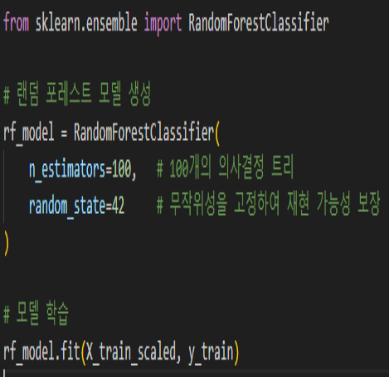 from sklearn.ensemble import RandomForestClassifier
# 랜덤 포레스트 모델 생성
rf_model = RandomForestClassifier(
n_estimators=100, # 100개의 의사결정 트리
random_state=42 # 무작위성을 고정하여 재현 가능성 보장
)
# 모델 학습
rf_model.fit(X_train_scaled, y_train)